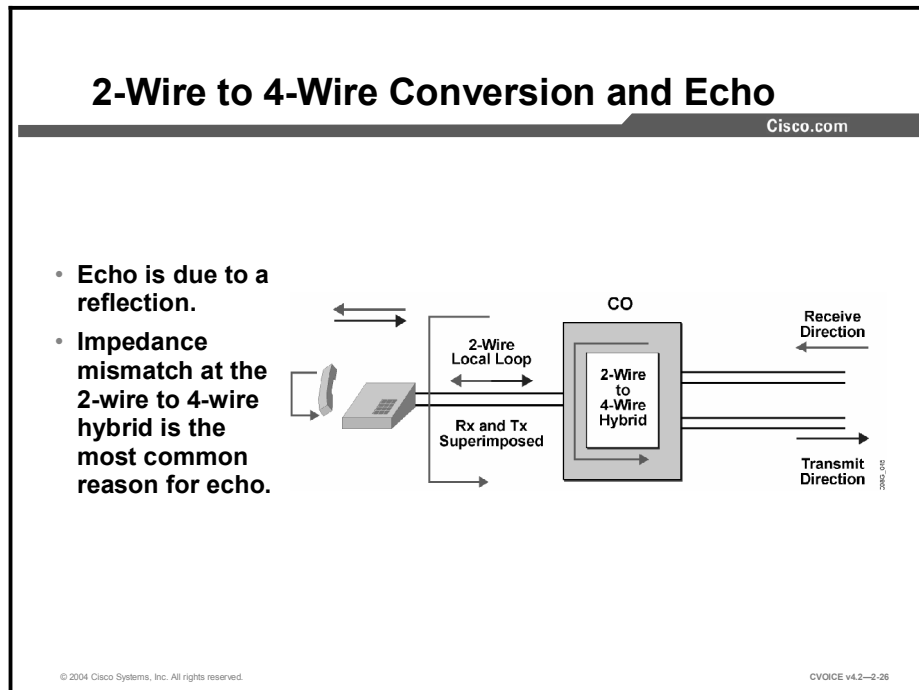 2-Wire to 4-Wire Conversion and Echo
Cisco.com
• Echo is due to a
reflection.
• Impedance
mismatch at the
2-wire to 4-wire
hybrid is the
most common
reason for echo.
2-Wire
Local Loop
Rx and Tx
Superimposed
CO
2-Wire
to
4-Wire
Hybrid
Receive
Direction
Transmit
Direction
© 2004 Cisco Systems, Inc. All rights reserved.
CVOICE v4.2—2-26